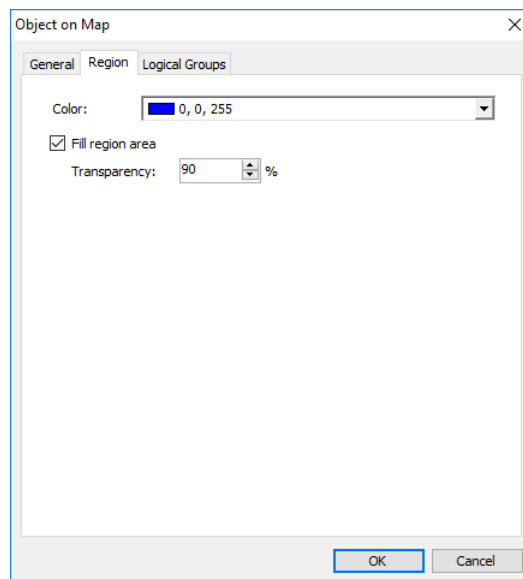 Object on Map
General Region Logical Groups
Color: 0, 0, 255
Fill region area
Transparency: 90 %
OK Cancel